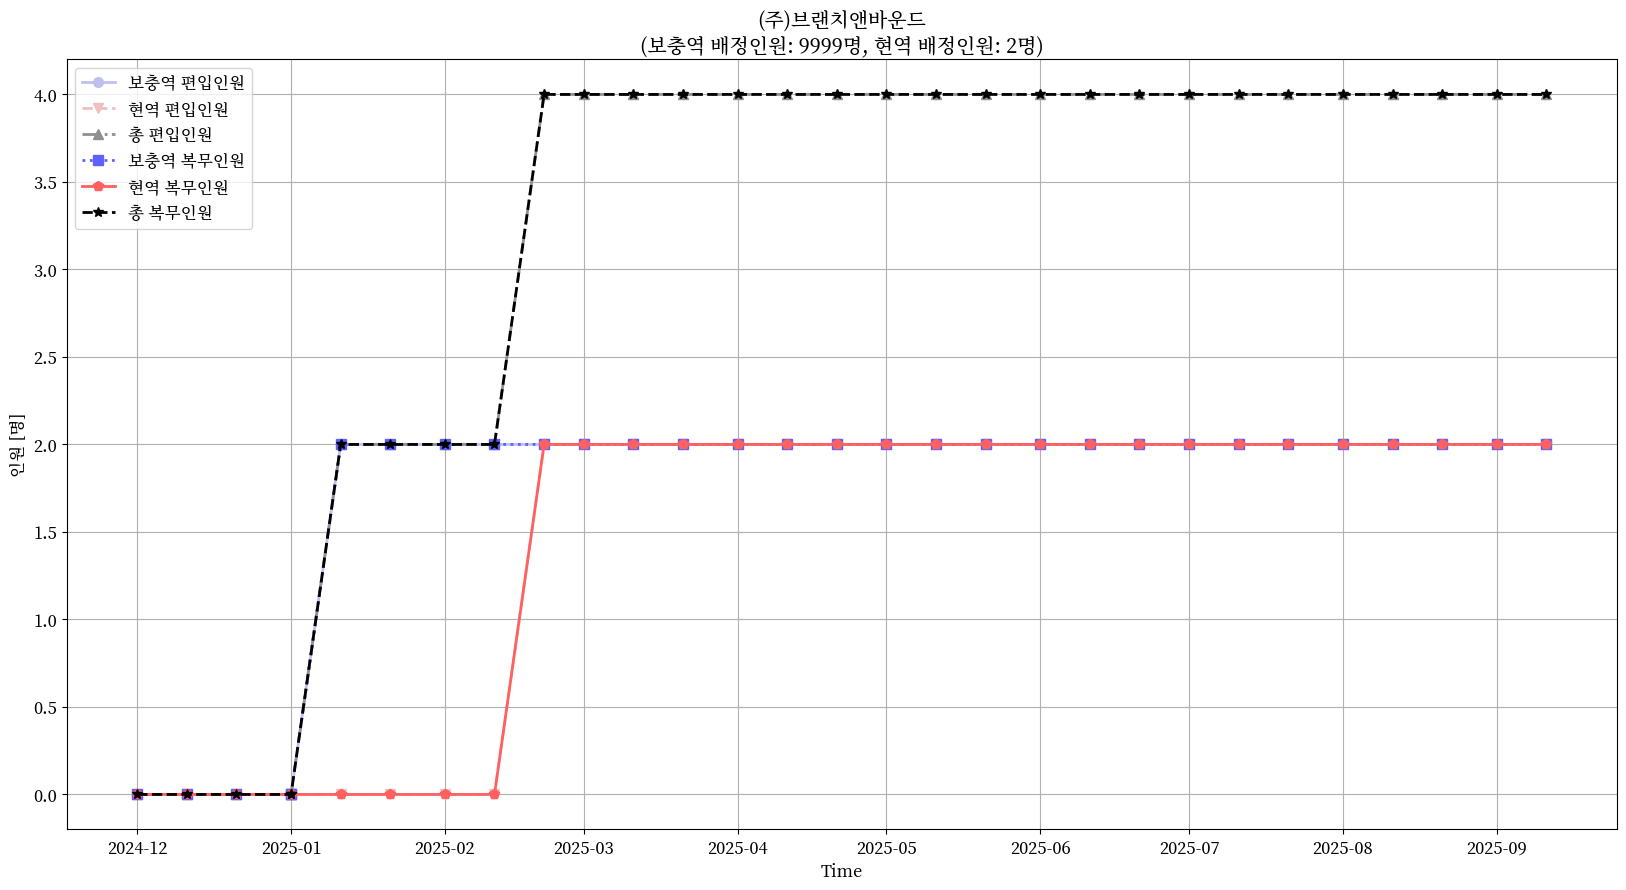 (주)브랜치앤바운드
(보충역 배정인원: 9999명, 현역 배정인원: 2명)
보충역 편입인원
현역 편입인원
총 편입인원
보충역 복무인원
현역 복무인원
총 복무인원
4.0
3.5
3.0
2.5
2.0
1.5
1.0
0.5
0.0
인원 [명]
2024-12 2025-01 2025-02 2025-03 2025-04 2025-05 2025-06 2025-07 2025-08 2025-09
Time